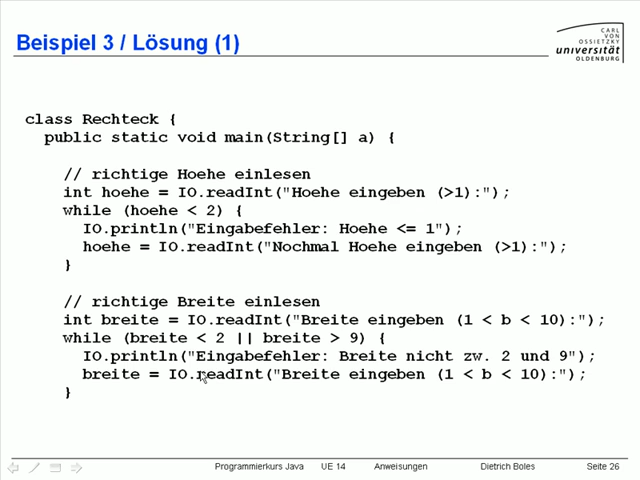 Beispiel 3 / Lösung (1)
CARL
VON
OSSIETZKY
universität
OLDENBURG
class Rechteck {
public static void main(String[] a) {
// richtige Hoehe einlesen
int hoehe = IO.readInt("Hoehe eingeben (>1):");
while (hoehe < 2) {
IO.println("Eingabefehler: Hoehe <= 1");
hoehe = IO.readInt("Nochmal Hoehe eingeben (>1):");
}
// richtige Breite einlesen
int breite = IO.readInt("Breite eingeben (1 < b < 10):");
while (breite < 2 || breite > 9) {
IO.println("Eingabefehler: Breite nicht zw. 2 und 9");
breite = IO.readInt("Breite eingeben (1 < b < 10):");
}
Programmierkurs Java UE 14 Anweisungen Dietrich Boles Seite 26